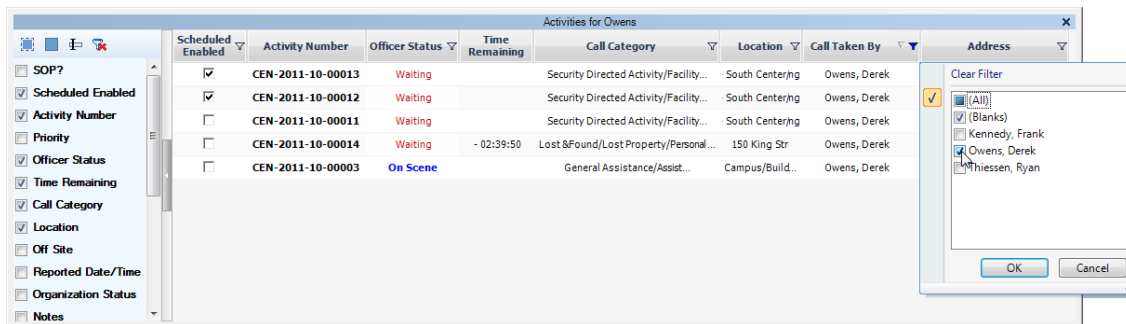 Activities for Owens
Scheduled Enabled Activity Number Officer Status Time Remaining Call Category Location Call Taken By Address
SOP?
Scheduled Enabled
Activity Number
Priority
Officer Status
Time Remaining
Call Category
Location
Off Site
Reported Date/Time
Organization Status
Notes
CEN-2011-10-00013 Waiting Security Directed Activity/Facility... South Center/ng Owens, Derek
CEN-2011-10-00012 Waiting Security Directed Activity/Facility... South Center/ng Owens, Derek
CEN-2011-10-00011 Waiting Security Directed Activity/Facility... South Center/ng Owens, Derek
CEN-2011-10-00014 Waiting - 02:39:50 Lost &Found/Lost Property/Personal... 150 King Str Owens, Derek
CEN-2011-10-00003 On Scene General Assistance/Assist... Campus/Build... Owens, Derek
Clear Filter
(All)
(Blanks)
Kennedy, Frank
Owens, Derek
Thiessen, Ryan
OK Cancel